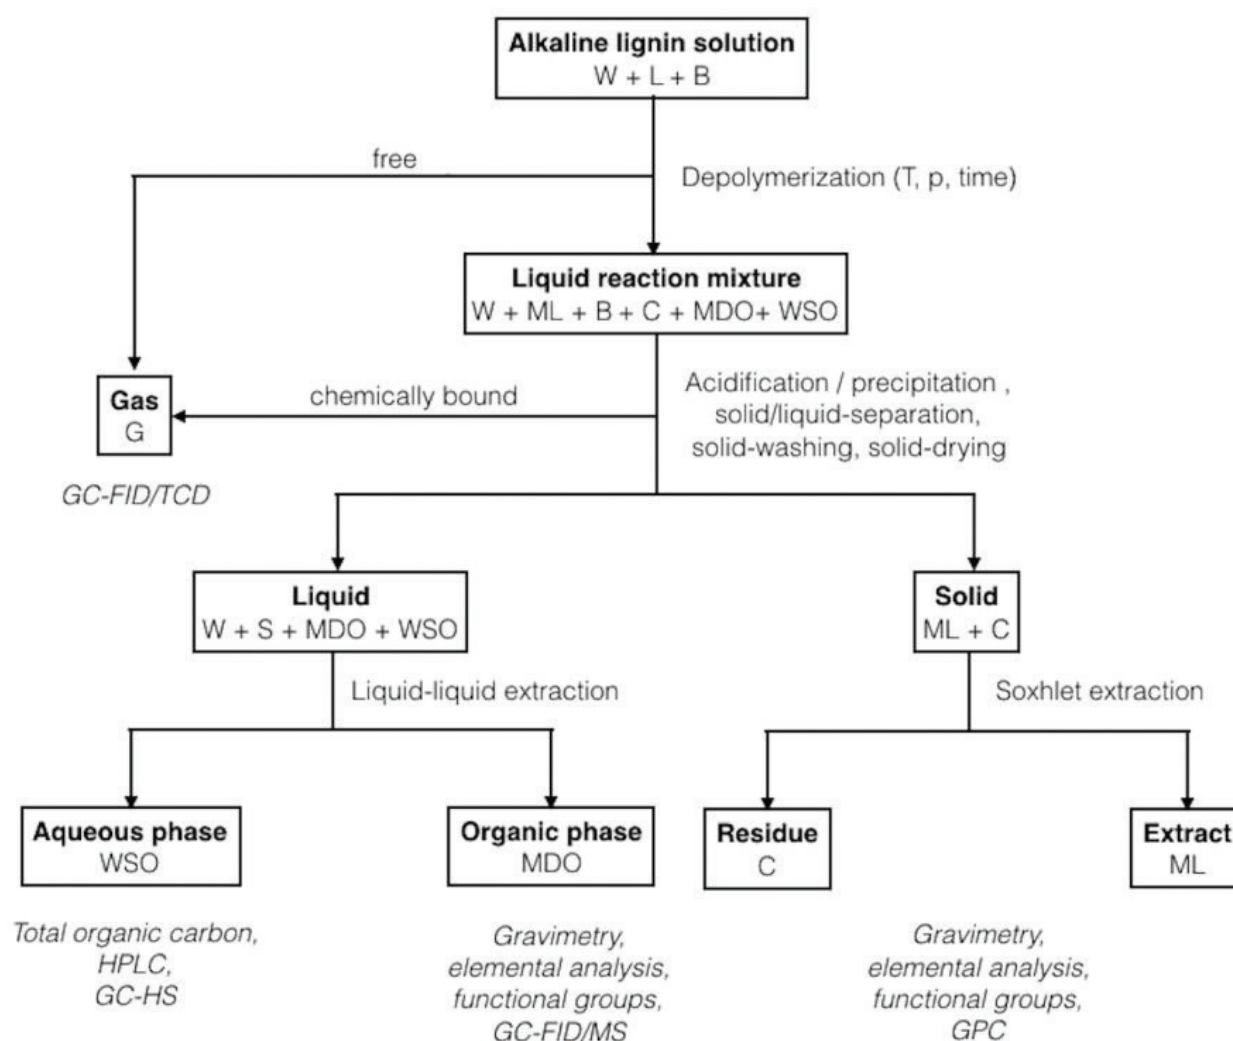 Alkaline lignin solution
W + L + B
free
Depolymerization (T, p, time)
Liquid reaction mixture
W + ML + B + C + MDO+ WSO
Gas
G
GC-FID/TCD
chemically bound
Acidification / precipitation ,
solid/liquid-separation,
solid-washing, solid-drying
Liquid
W + S + MDO + WSO
Solid
ML + C
Liquid-liquid extraction
Soxhlet extraction
Aqueous phase
WSO
Organic phase
MDO
Residue
C
Extract
ML
Total organic carbon,
HPLC,
GC-HS
Gravimetry,
elemental analysis,
functional groups,
GC-FID/MS
Gravimetry,
elemental analysis,
functional groups,
GPC